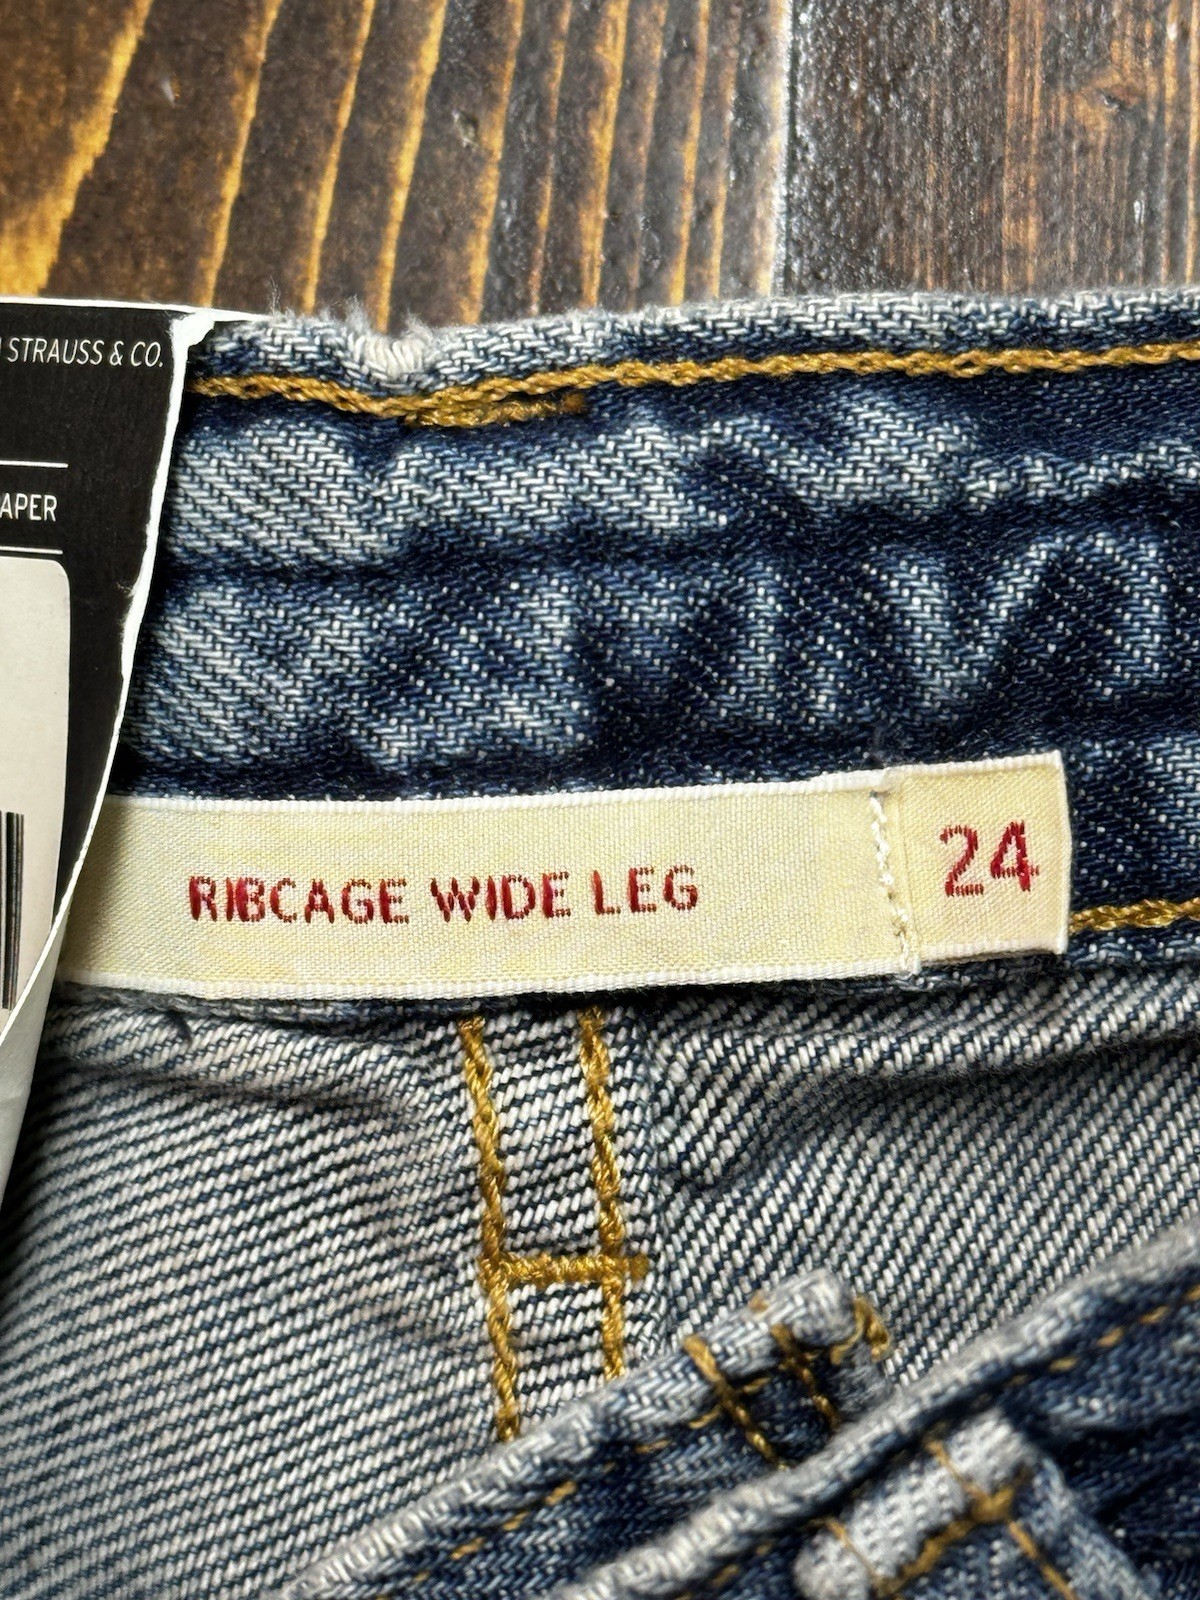 STRAUSS & CO.
APER
RIBCAGE WIDE LEG
24